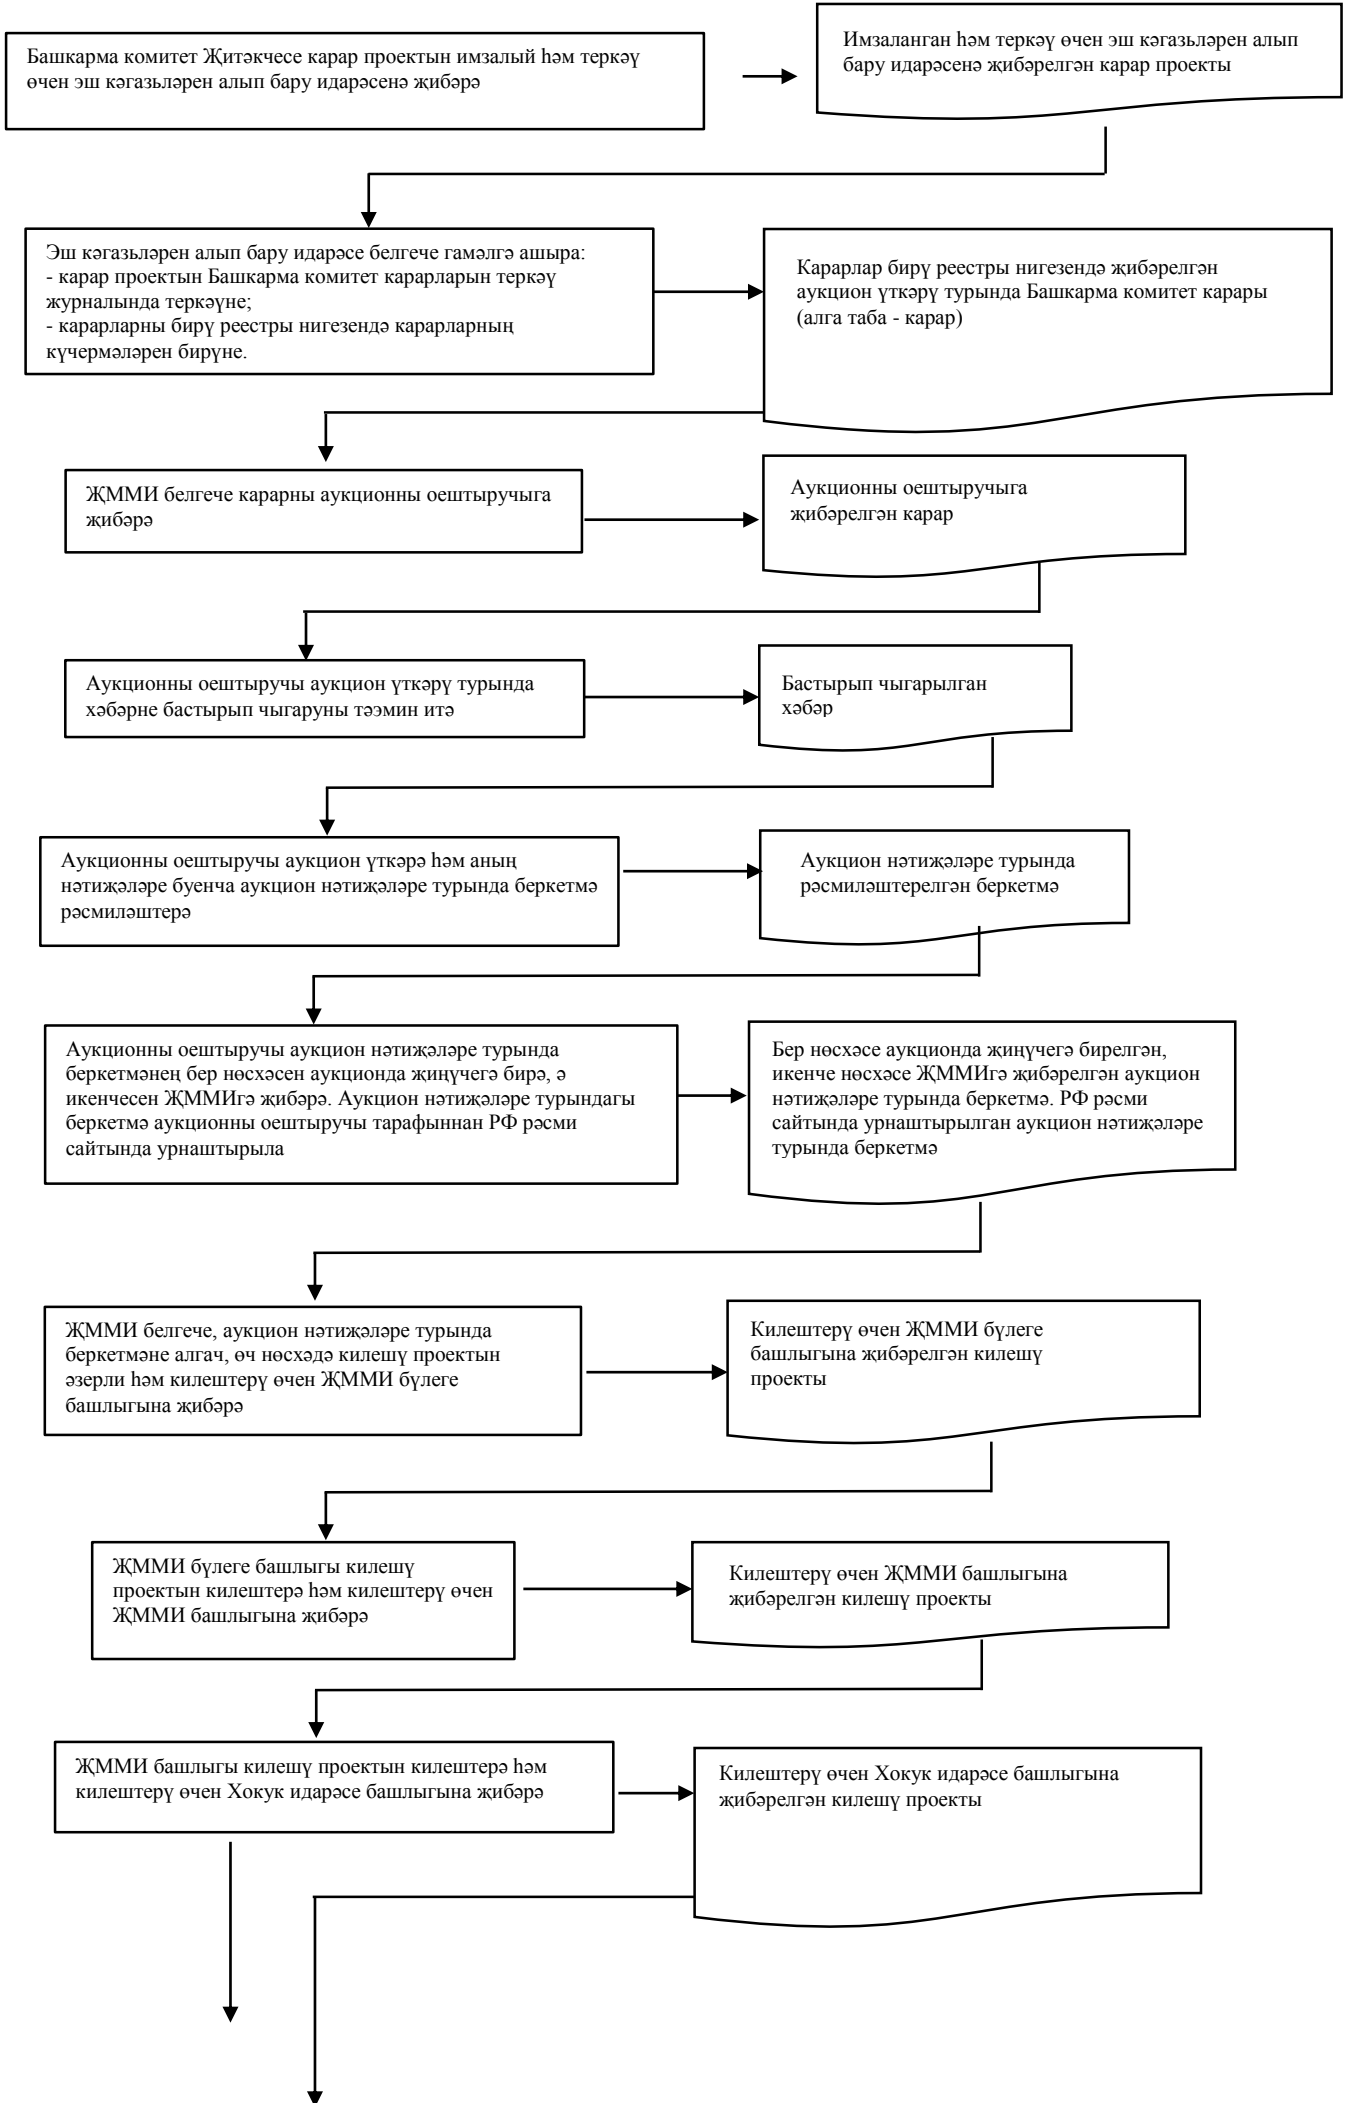 Башкарма комитет Җитәкчесе карар проектын имзалый һәм теркәү
өчен эш кәгазьләрен алып бару идарәсенә җибәрә
Имзаланган һәм теркәү өчен эш кәгазьләрен алып
бару идарәсенә җибәрелгән карар проекты
Эш кәгазьләрен алып бару идарәсе белгече гамәлгә ашыра:
- карар проектын Башкарма комитет карарларын теркәү
журналында теркәүне;
- карарларны бирү реестры нигезендә карарларның
күчермәләрен бирүне.
Карарлар бирү реестры нигезендә җибәрелгән
аукцион үткәрү турында Башкарма комитет карары
(алга таба - карар)
ҖММИ белгече карарны аукционны оештыручыга
җибәрә
Аукционны оештыручыга
җибәрелгән карар
Аукционны оештыручы аукцион үткәрү турында
хәбәрне бастырып чыгаруны тәэмин итә
Бастырып чыгарылган
хәбәр
Аукционны оештыручы аукцион үткәрә һәм аның
нәтиҗәләре буенча аукцион нәтиҗәләре турында беркетмә
рәсмиләштерә
Аукцион нәтиҗәләре турында
рәсмиләштерелгән беркетмә
Аукционны оештыручы аукцион нәтиҗәләре турында
беркетмәнең бер нөсхәсен аукционда җиңүчегә бирә, ә
икенчесен ҖММИгә җибәрә. Аукцион нәтиҗәләре турындагы
беркетмә аукционны оештыручы тарафыннан РФ рәсми
сайтында урнаштырыла
Бер нөсхәсе аукционда җиңүчегә бирелгән,
икенче нөсхәсе ҖММИгә җибәрелгән аукцион
нәтиҗәләре турында беркетмә. РФ рәсми
сайтында урнаштырылган аукцион нәтиҗәләре
турында беркетмә
ҖММИ белгече, аукцион нәтиҗәләре турында
беркетмәне алгач, өч нөсхәдә килешү проектын
әзерли һәм килештерү өчен ҖММИ бүлеге
башлыгына җибәрә
Килештерү өчен ҖММИ бүлеге
башлыгына җибәрелгән килешү
проекты
ҖММИ бүлеге башлыгы килешү
проектын килештерә һәм килештерү өчен
ҖММИ башлыгына җибәрә
Килештерү өчен ҖММИ башлыгына
җибәрелгән килешү проекты
ҖММИ башлыгы килешү проектын килештерә һәм
килештерү өчен Хокук идарәсе башлыгына җибәрә
Килештерү өчен Хокук идарәсе башлыгына
җибәрелгән килешү проекты